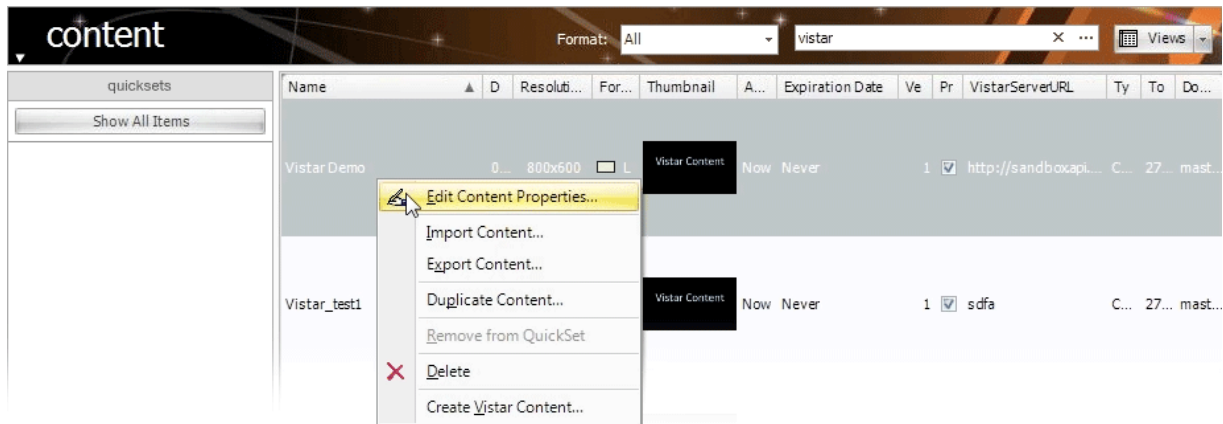 content
Format: All vistar Views
quicksets
Show All Items
Name D Resoluti... For... Thumbnail A... Expiration Date Ve Pr VistarServerURL Ty To Do...
Vistar Demo 0... 800x600 L Vistar Content Now Never 1 http://sandbox.api.... C... 27... mast...
Edit Content Properties...
Import Content...
Export Content...
Vistar_test1 Vistar Content Now Never 1 sdfa C... 27... mast...
Duplicate Content...
Remove from QuickSet
Delete
Create Vistar Content...